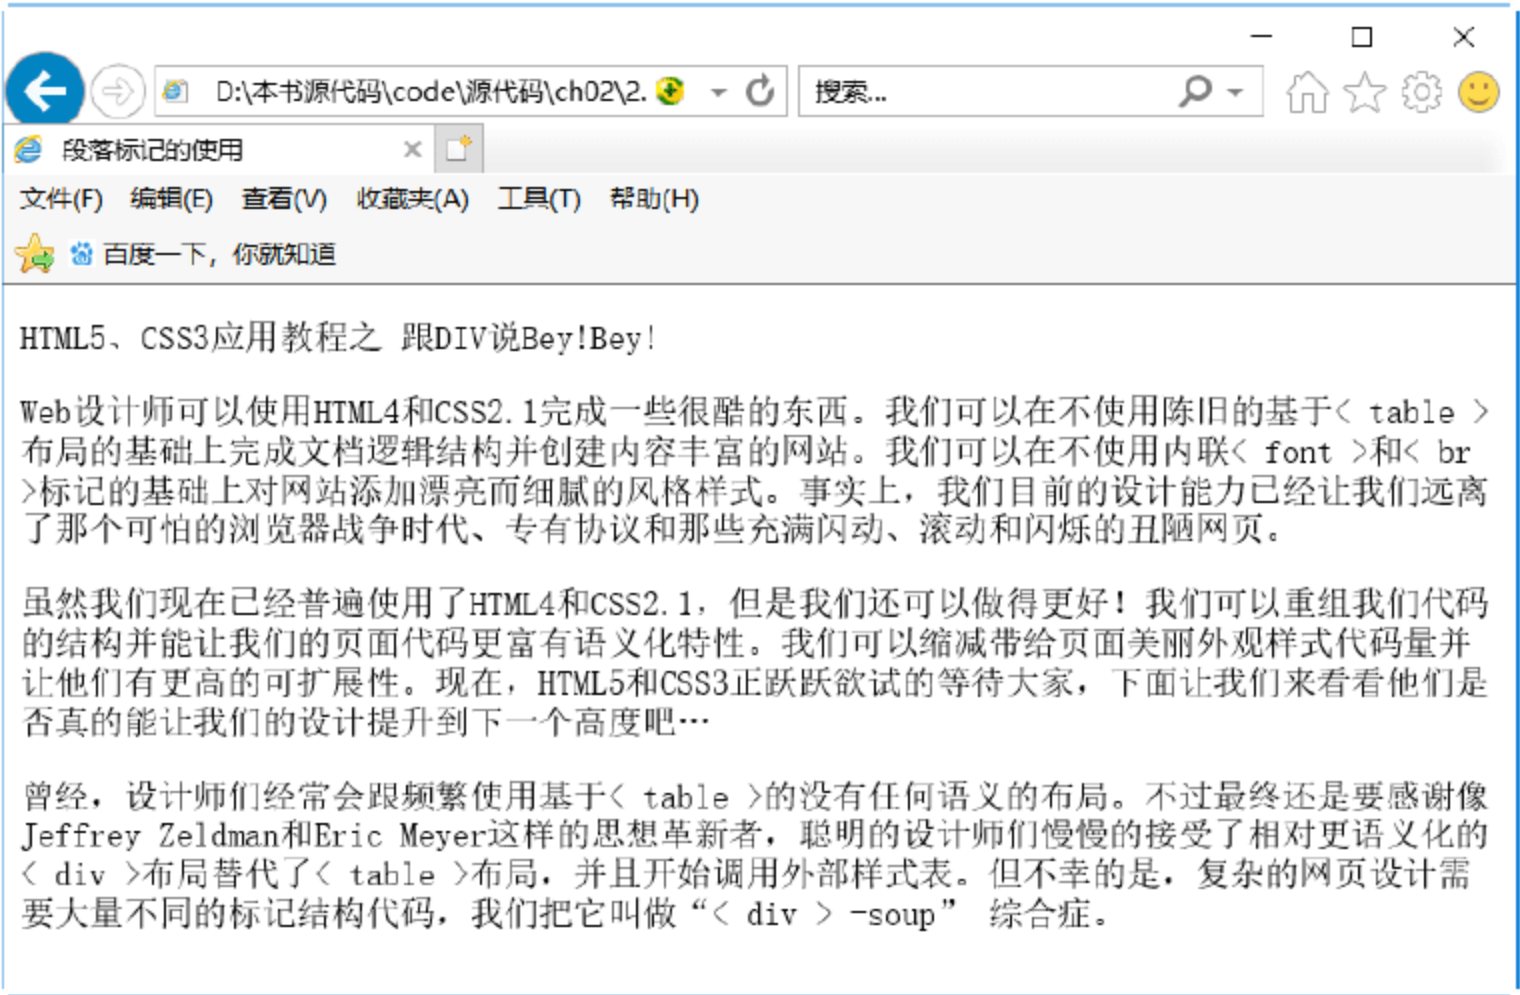 D:\本书源代码\code\源代码\ch02\2.
搜索...
段落标记的使用
文件(F) 编辑(E) 查看(V) 收藏夹(A) 工具(T) 帮助(H)
百度一下，你就知道
HTML5、CSS3应用教程之 跟DIV说Bey!Bey!
Web设计师可以使用HTML4和CSS2.1完成一些很酷的东西。我们可以在不使用陈旧的基于< table >
布局的基础上完成文档逻辑结构并创建内容丰富的网站。我们可以在不使用内联< font >和< br
>标记的基础上对网站添加漂亮而细腻的风格样式。事实上，我们目前的设计能力已经让我们远离
了那个可怕的浏览器战争时代、专有协议和那些充满闪动、滚动和闪烁的丑陋网页。
虽然我们现在已经普遍使用了HTML4和CSS2.1，但是我们还可以做得更好！我们可以重组我们代码
的结构并能让我们的页面代码更富有语义化特性。我们可以缩减带给页面美丽外观样式代码量并
让他们有更高的可扩展性。现在，HTML5和CSS3正跃跃欲试的等待大家，下面让我们来看看他们是
否真的能让我们的设计提升到下一个高度吧…
曾经，设计师们经常会跟频繁使用基于< table >的没有任何语义的布局。不过最终还是要感谢像
Jeffrey Zeldman和Eric Meyer这样的思想革新者，聪明的设计师们慢慢的接受了相对更语义化的
< div >布局替代了< table >布局，并且开始调用外部样式表。但不幸的是，复杂的网页设计需
要大量不同的标记结构代码，我们把它叫做“< div > -soup” 综合症。